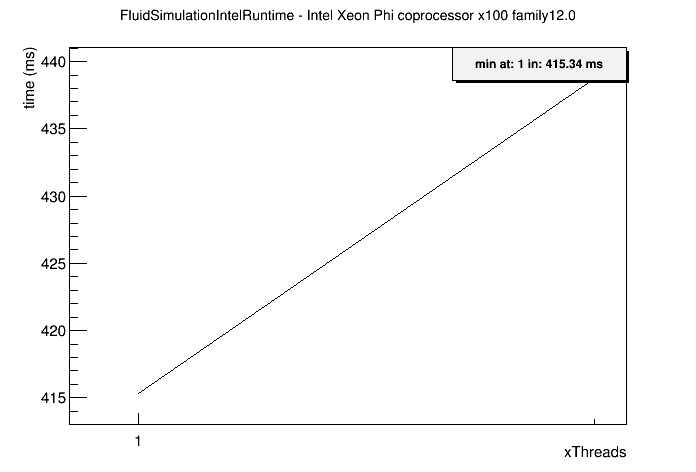 FluidSimulationIntelRuntime - Intel Xeon Phi coprocessor x100 family12.0
time (ms)
min at: 1 in: 415.34 ms
440
435
430
425
420
415
1
xThreads